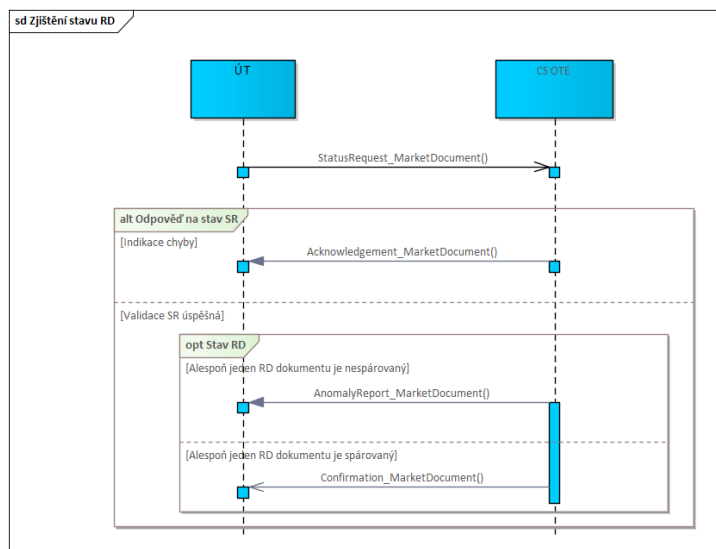 sd Zjištění stavu RD
ÚT
CS OTE
StatusRequest_MarketDocument()
alt Odpověď na stav SR
[Indikace chyby]
Acknowledgement_MarketDocument()
[Validace SR úspěšná]
opt Stav RD
[Alespoň jeden RD dokumentu je nespárovaný]
AnomalyReport_MarketDocument()
[Alespoň jeden RD dokumentu je spárovaný]
Confirmation_MarketDocument()